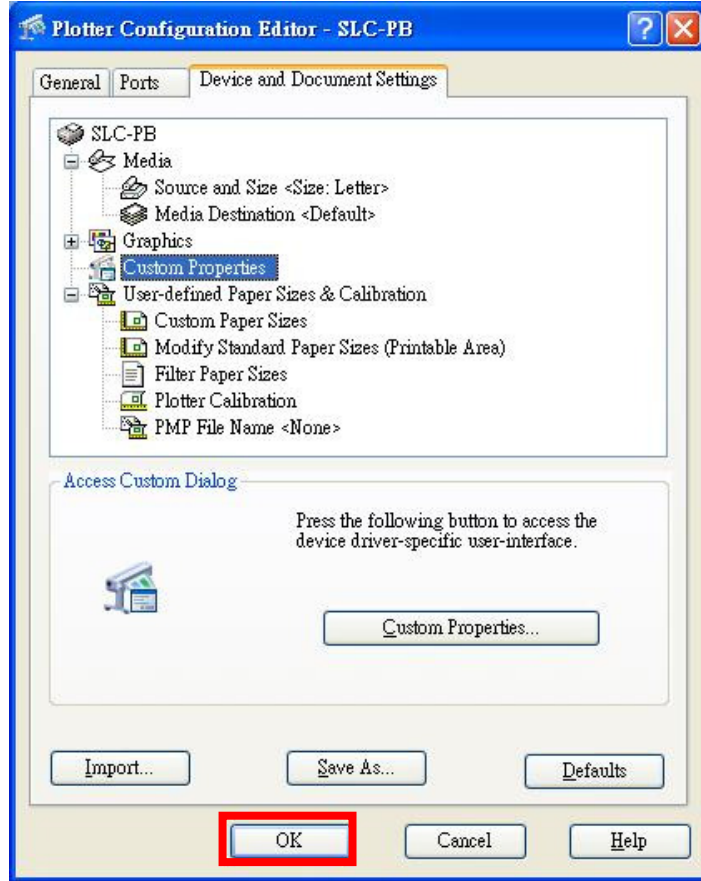 Plotter Configuration Editor - SLC-PB
General Ports Device and Document Settings
SLC-PB
Media
Source and Size <Size: Letter>
Media Destination <Default>
Graphics
Custom Properties
User-defined Paper Sizes & Calibration
Custom Paper Sizes
Modify Standard Paper Sizes (Printable Area)
Filter Paper Sizes
Plotter Calibration
PMP File Name <None>
Access Custom Dialog
Press the following button to access the
device driver-specific user-interface.
Custom Properties...
Import... Save As... Defaults
OK Cancel Help